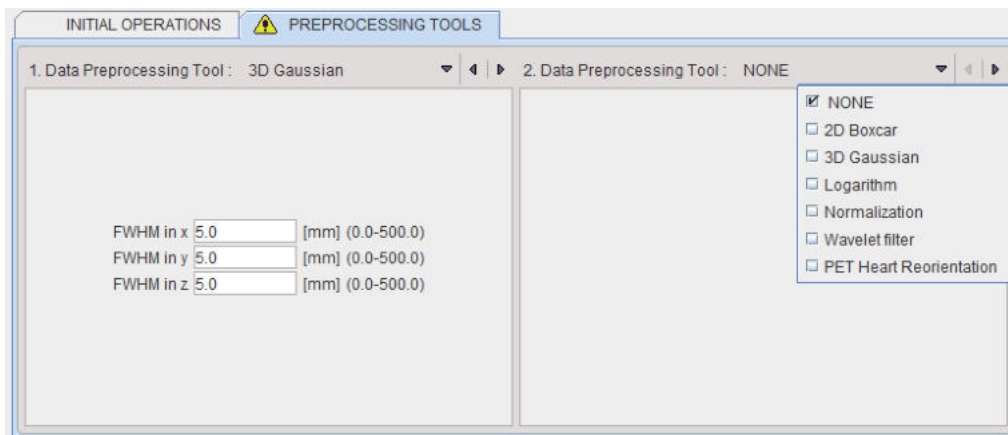 INITIAL OPERATIONS
PREPROCESSING TOOLS
1. Data Preprocessing Tool : 3D Gaussian
2. Data Preprocessing Tool : NONE
NONE
2D Boxcar
3D Gaussian
Logarithm
Normalization
Wavelet filter
PET Heart Reorientation
FWHM in x 5.0 [mm] (0.0-500.0)
FWHM in y 5.0 [mm] (0.0-500.0)
FWHM in z 5.0 [mm] (0.0-500.0)